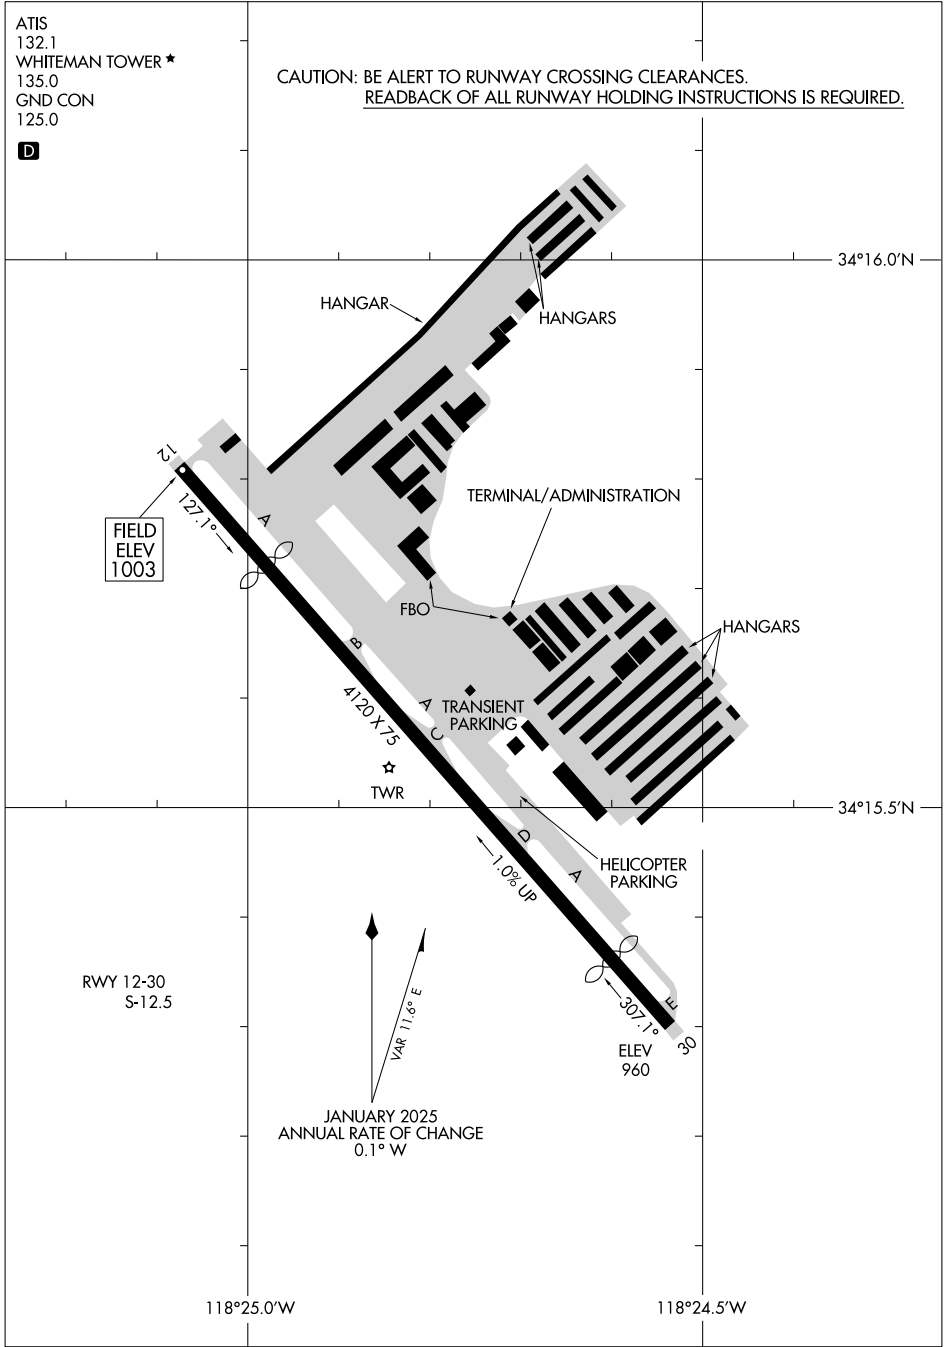 ATIS
132.1
WHITEMAN TOWER ★
135.0
GND CON
125.0
D
CAUTION: BE ALERT TO RUNWAY CROSSING CLEARANCES.
READBACK OF ALL RUNWAY HOLDING INSTRUCTIONS IS REQUIRED.
34°16.0'N
HANGAR
HANGARS
12
127.1°
A
FIELD
ELEV
1003
TERMINAL/ADMINISTRATION
FBO
HANGARS
B
4120 X 75
A
C
TRANSIENT
PARKING
TWR
34°15.5'N
D
A
1.0% UP
HELICOPTER
PARKING
RWY 12-30
S-12.5
VAR 11.6° E
307.1°
E
30
ELEV
960
JANUARY 2025
ANNUAL RATE OF CHANGE
0.1° W
118°25.0'W
118°24.5'W